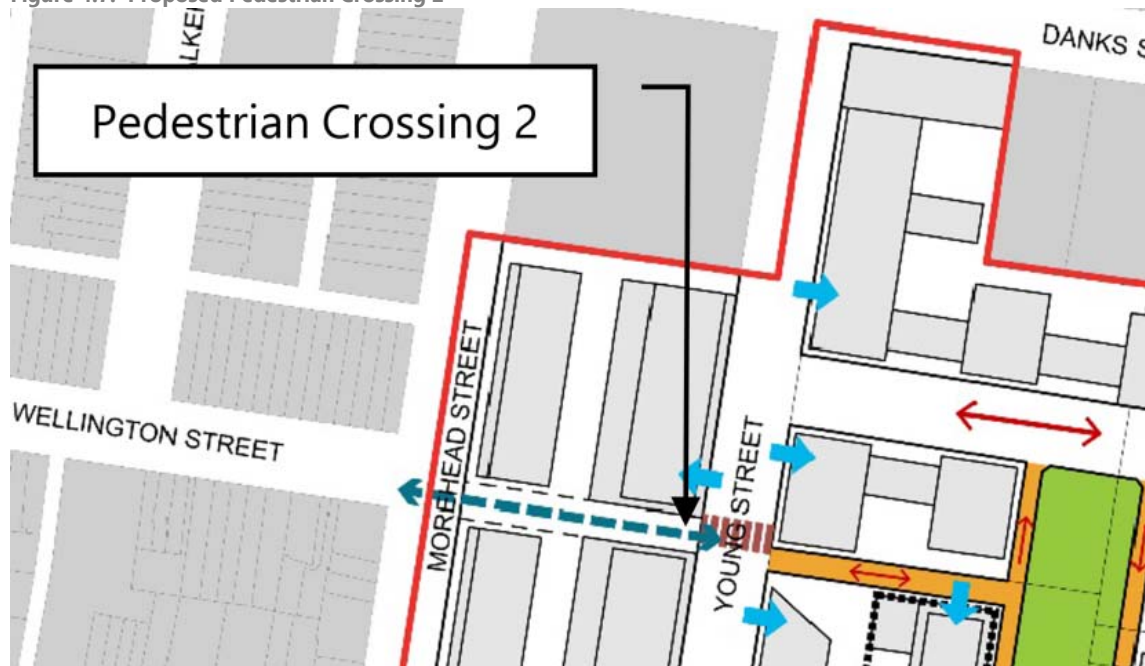 DANKS S
Pedestrian Crossing 2
MOREHEAD STREET
WELLINGTON STREET
YOUNG STREET